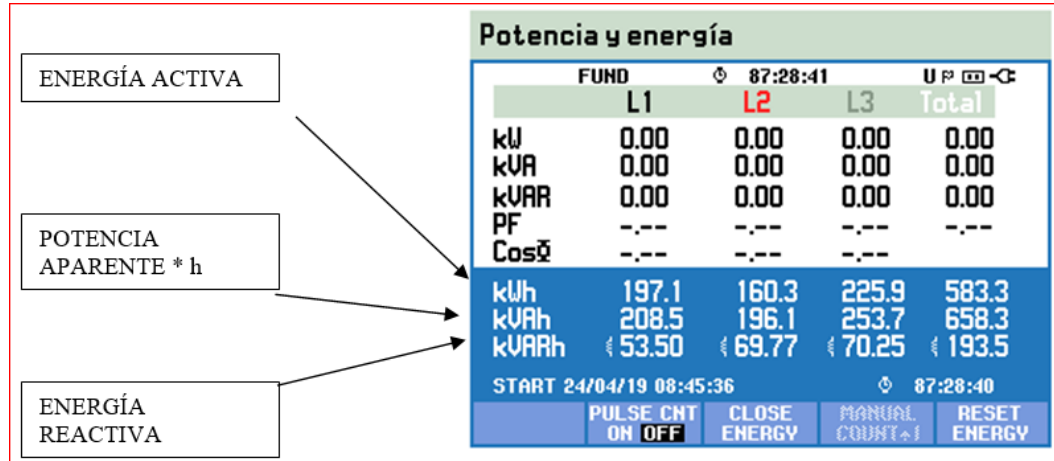 ENERGÍA ACTIVA
POTENCIA
APARENTE * h
ENERGÍA
REACTIVA
Potencia y energía
FUND 87:28:41 U
L1 L2 L3 Total
kW 0.00 0.00 0.00 0.00
kVA 0.00 0.00 0.00 0.00
kVAR 0.00 0.00 0.00 0.00
PF -.-- -.-- -.-- -.--
CosΦ -.-- -.-- -.--
kWh 197.1 160.3 225.9 583.3
kVAh 208.5 196.1 253.7 658.3
kVARh 53.50 69.77 70.25 193.5
START 24/04/19 08:45:36 87:28:40
PULSE CNT CLOSE MANUAL RESET
ON OFF ENERGY COUNT↑1 ENERGY